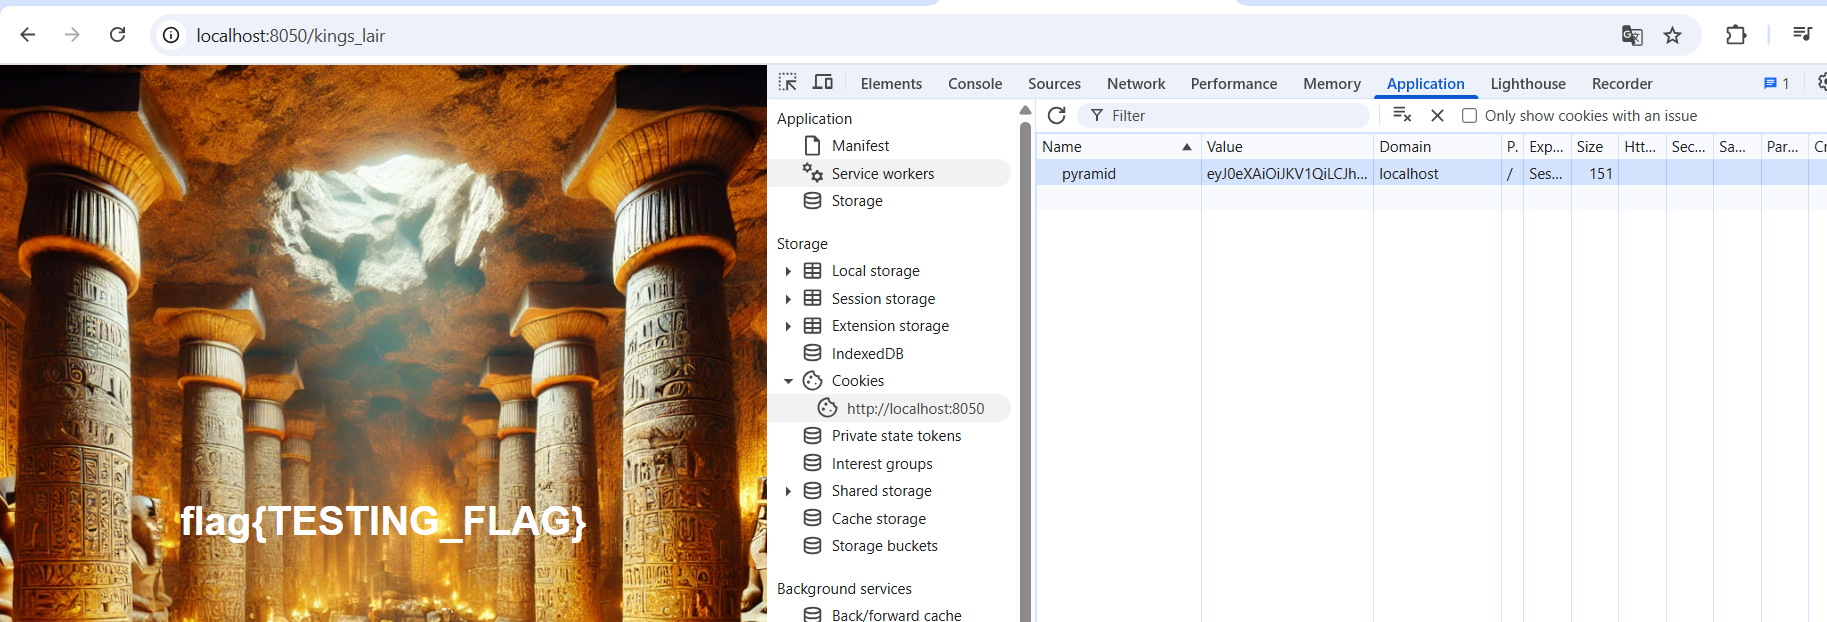 localhost:8050/kings_lair
Elements Console Sources Network Performance Memory Application Lighthouse Recorder 1
Application
Manifest
Service workers
Storage
Storage
Local storage
Session storage
Extension storage
IndexedDB
Cookies
http://localhost:8050
Private state tokens
Interest groups
Shared storage
Cache storage
Storage buckets
Background services
Back/forward cache
Filter Only show cookies with an issue
Name Value Domain P. Exp... Size Htt... Sec... Sa... Par... Cr
pyramid eyJ0eXAiOiJKV1QiLCJh... localhost / Ses... 151
flag{TESTING_FLAG}